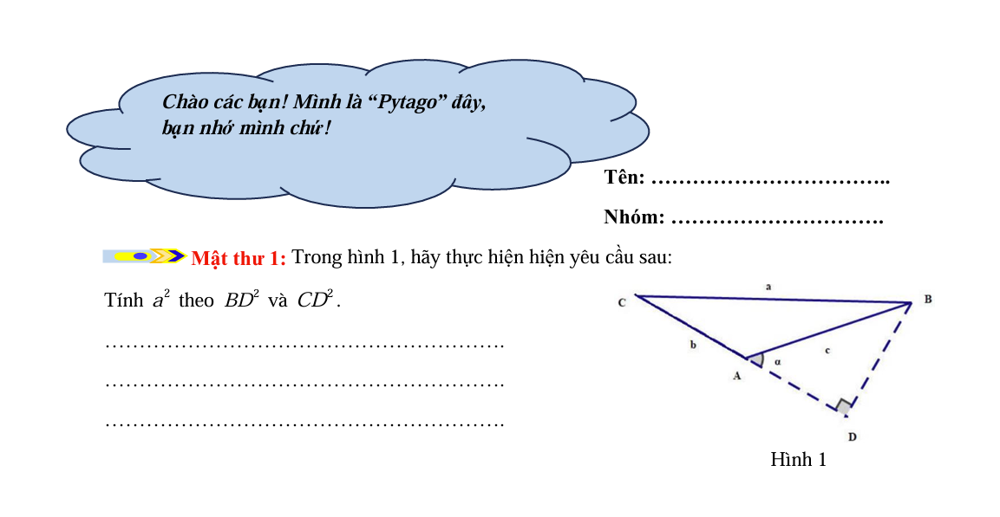 Chào các bạn! Mình là “Pytago” đây,
bạn nhớ mình chứ!
Tên: ……………………………..
Nhóm: ………………………….
Mật thư 1: Trong hình 1, hãy thực hiện hiện yêu cầu sau:
Tính a² theo BD² và CD².
………………………………………………….
………………………………………………….
………………………………………………….
a
C
B
b
c
α
A
D
Hình 1